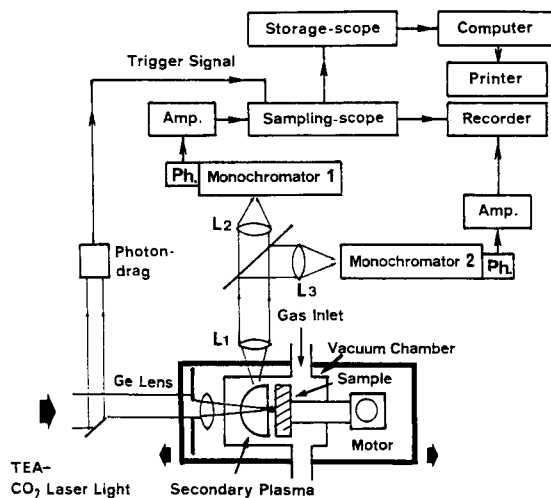 Storage-scope
Computer
Trigger Signal
Printer
Amp.
Sampling-scope
Recorder
Ph.
Monochromator 1
Amp.
L2
Photon-
drag
Monochromator 2
Ph.
L3
Gas Inlet
L1
Vacuum Chamber
Ge Lens
Sample
Motor
TEA-
CO2 Laser Light
Secondary Plasma